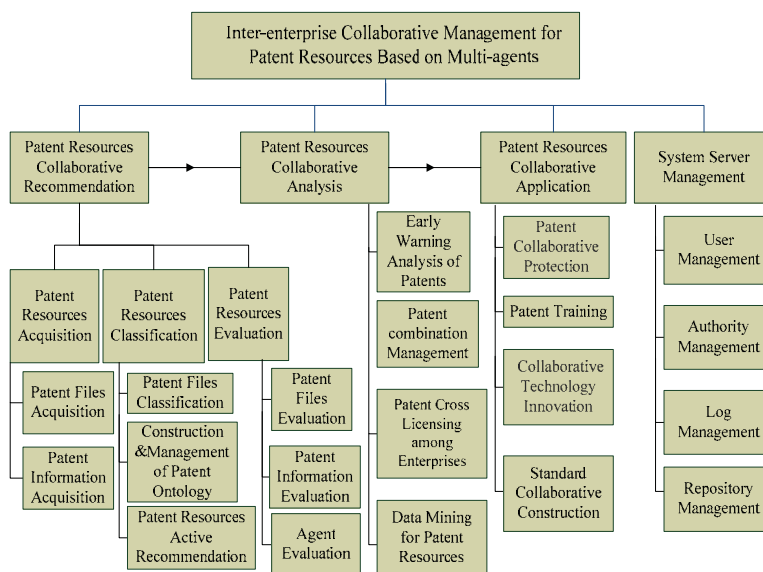 Inter-enterprise Collaborative Management for
Patent Resources Based on Multi-agents
Patent Resources
Collaborative
Recommendation
Patent Resources
Collaborative
Analysis
Patent Resources
Collaborative
Application
System Server
Management
Patent
Resources
Acquisition
Patent
Resources
Classification
Patent
Resources
Evaluation
Patent Files
Acquisition
Patent
Information
Acquisition
Patent Files
Classification
Construction
&Management
of Patent
Ontology
Patent Resources
Active
Recommendation
Patent
Files
Evaluation
Patent
Information
Evaluation
Agent
Evaluation
Early
Warning
Analysis of
Patents
Patent
combination
Management
Patent Cross
Licensing
among
Enterprises
Data Mining
for Patent
Resources
Patent
Collaborative
Protection
Patent Training
Collaborative
Technology
Innovation
Standard
Collaborative
Construction
User
Management
Authority
Management
Log
Management
Repository
Management